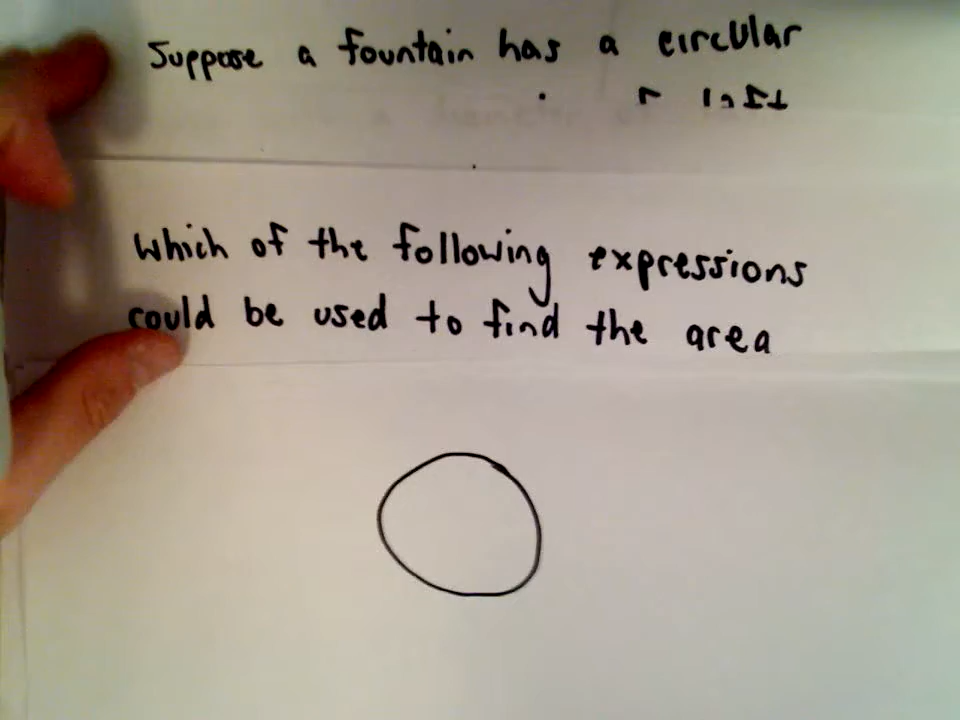 Suppose a fountain has a circular
which of the following expressions
could be used to find the area